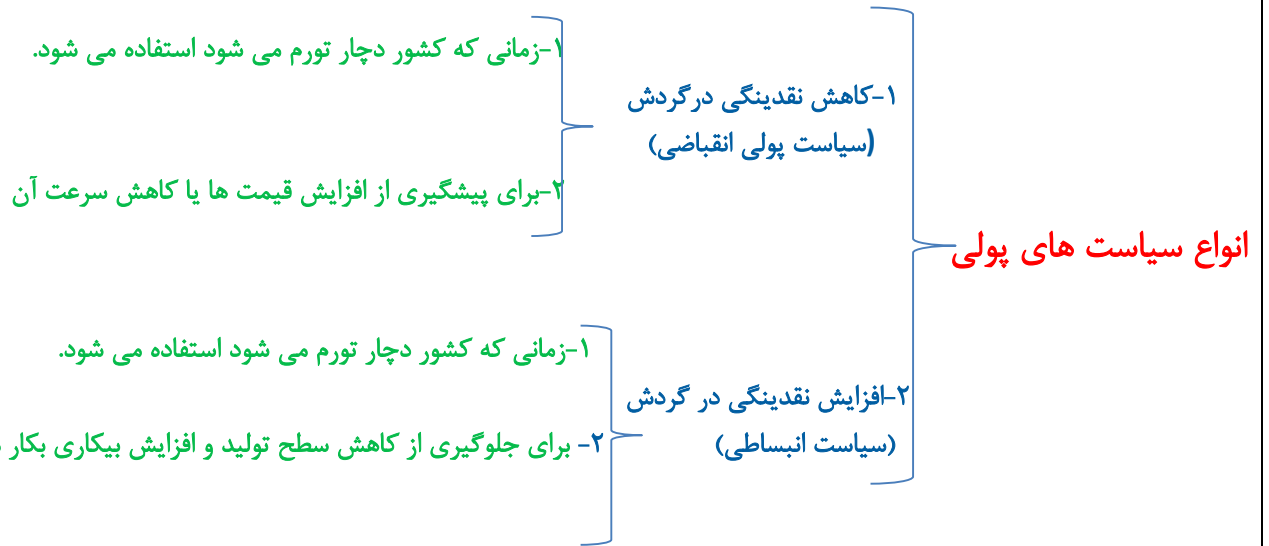 انواع سیاست های پولی
۱-کاهش نقدینگی درگردش
(سیاست پولی انقباضی)
۱-زمانی که کشور دچار تورم می شود استفاده می شود.
۲-برای پیشگیری از افزایش قیمت ها یا کاهش سرعت آن
۲-افزایش نقدینگی در گردش
(سیاست انبساطی)
۱-زمانی که کشور دچار تورم می شود استفاده می شود.
۲- برای جلوگیری از کاهش سطح تولید و افزایش بیکاری بکار